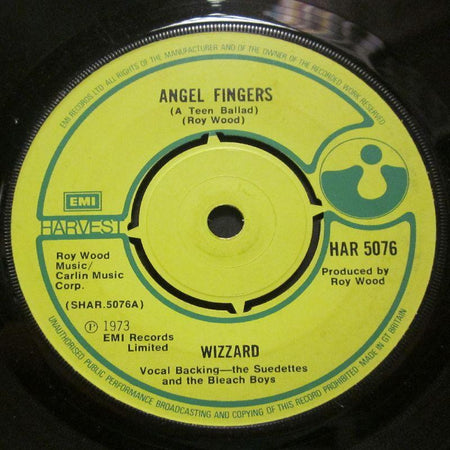 EMI RECORDS LTD ALL RIGHTS OF THE MANUFACTURER AND OF THE OWNER OF THE RECORDED WORK RESERVED
ANGEL FINGERS
(A Teen Ballad)
(Roy Wood)
EMI
HARVEST
HAR 5076
Roy Wood
Music/
Carlin Music
Corp.
Produced by
Roy Wood
(SHAR.5076A)
℗ 1973
EMI Records
Limited
WIZZARD
Vocal Backing—the Suedettes
and the Bleach Boys
UNAUTHORISED PUBLIC PERFORMANCE BROADCASTING AND COPYING OF THIS RECORD PROHIBITED·MADE IN GT BRITAIN